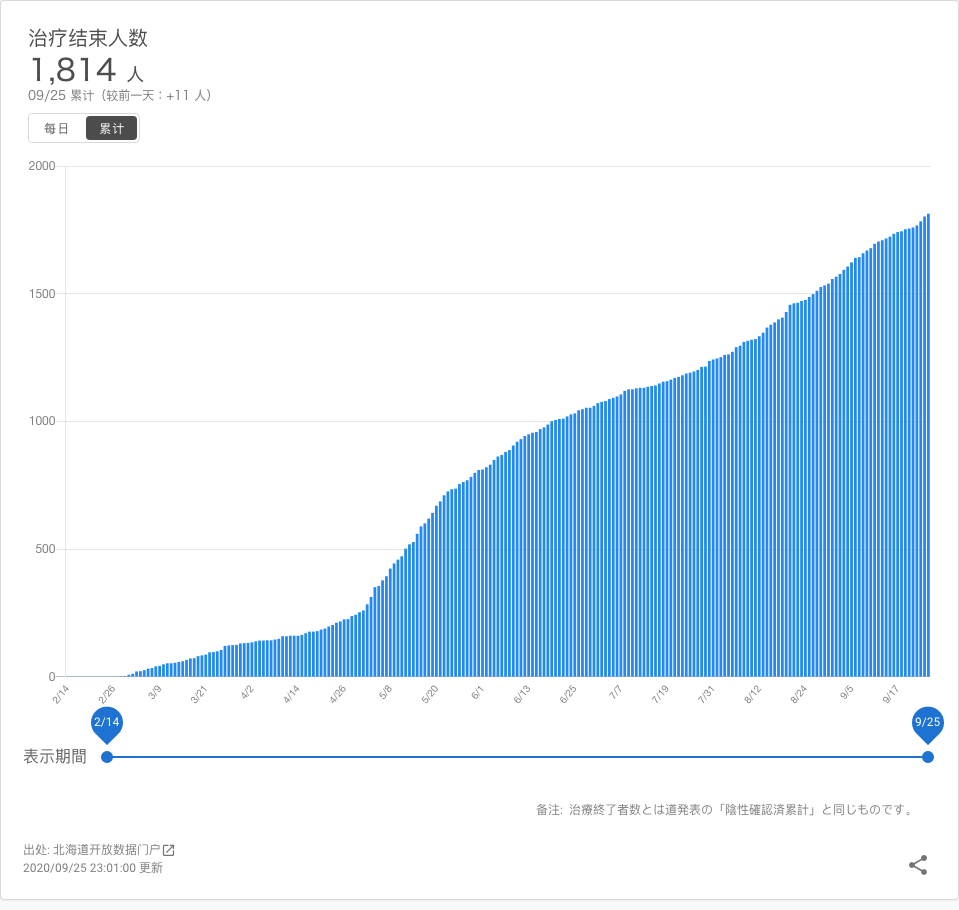 治疗结束人数
1,814 人
09/25 累计（较前一天：+11 人）
每日 累计
2000
1500
1000
500
0
2/14 2/26 3/9 3/21 4/2 4/14 4/26 5/8 5/20 6/1 6/13 6/25 7/7 7/19 7/31 8/12 8/24 9/5 9/17
2/14 9/25
表示期間
备注: 治療終了者数とは道発表の「陰性確認済累計」と同じものです。
出处: 北海道开放数据门户
2020/09/25 23:01:00 更新